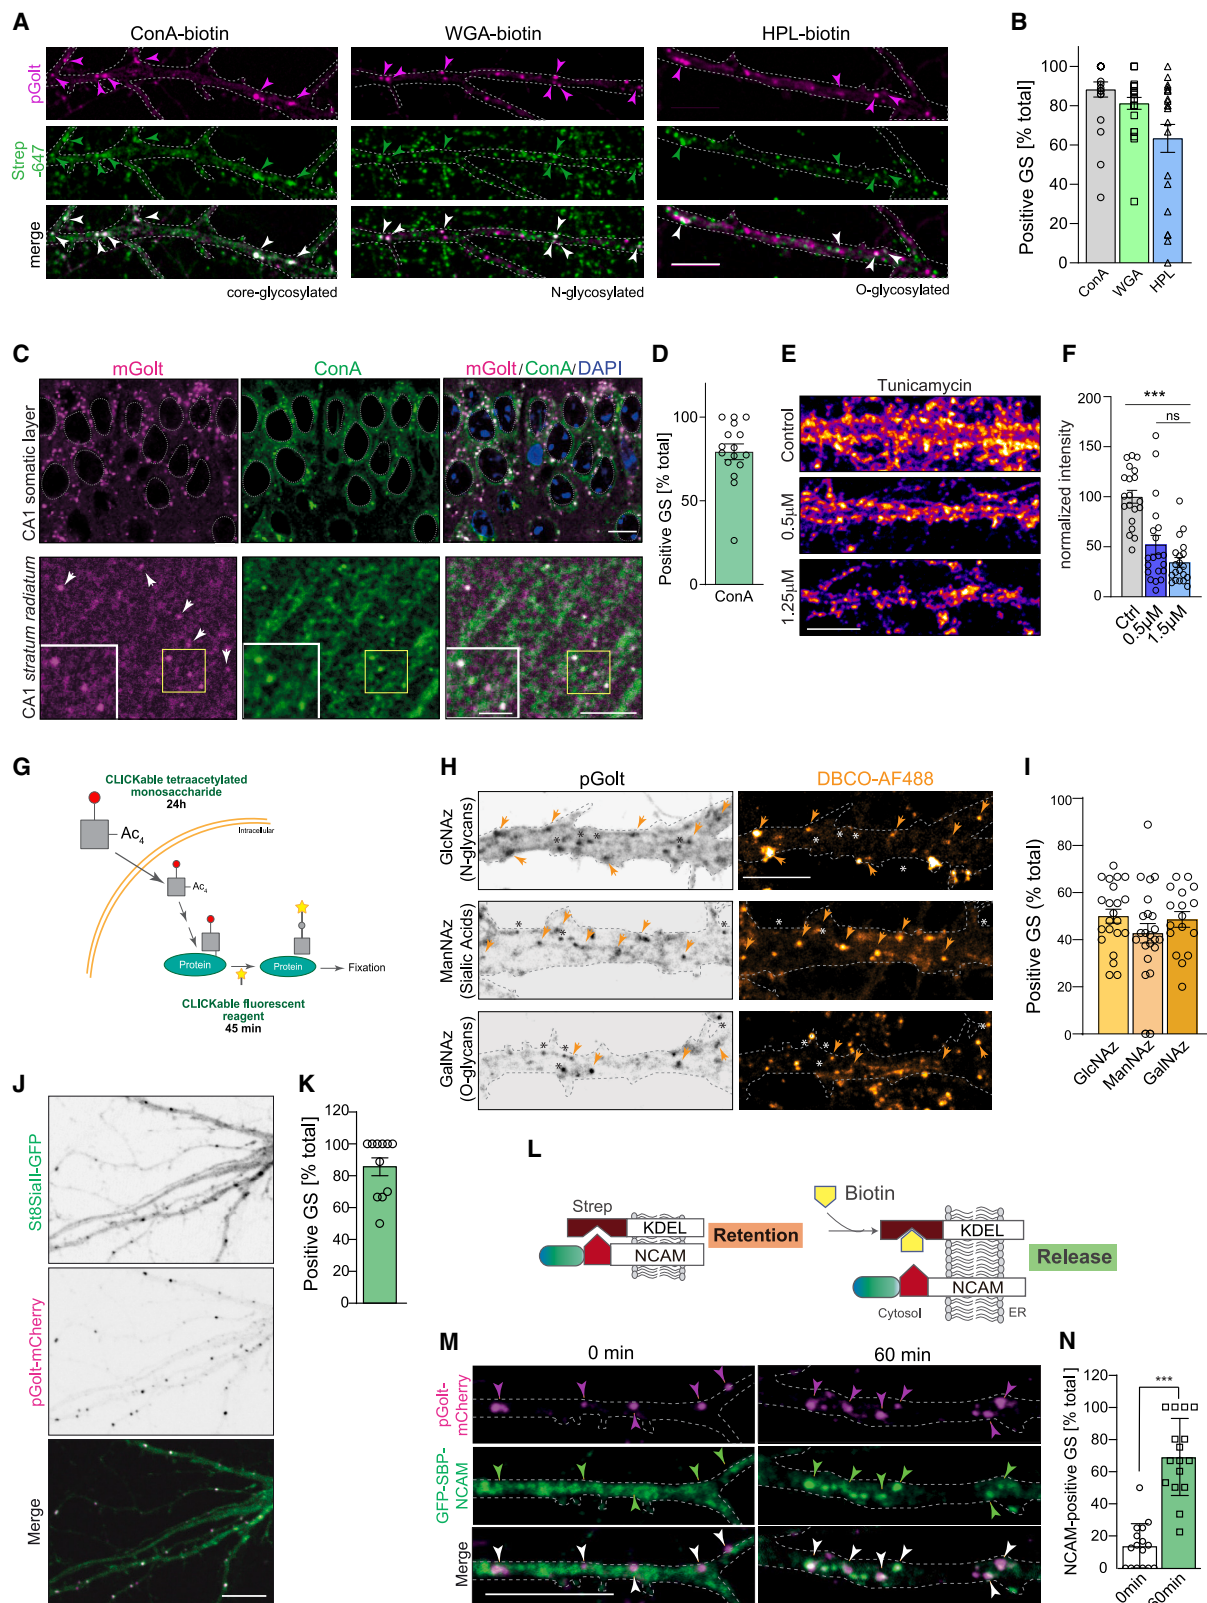 A
ConA-biotin
WGA-biotin
HPL-biotin
pGolt
Strep
-647
merge
core-glycosylated
N-glycosylated
O-glycosylated
B
Positive GS [% total]
100
80
60
40
20
0
ConA
WGA
HPL
C
mGolt
ConA
mGolt/ConA/DAPI
CA1 somatic layer
CA1 stratum radiatum
D
Positive GS [% total]
100
50
0
ConA
E
Tunicamycin
Control
0.5µM
1.25µM
F
normalized intensity
200
150
100
50
0
***
ns
Ctrl
0.5µM
1.5µM
G
CLICKable tetraacetylated
monosaccharide
24h
Intracellular
Ac4
Ac4
Protein
Protein
Fixation
CLICKable fluorescent
reagent
45 min
H
pGolt
DBCO-AF488
GlcNAz
(N-glycans)
ManNAz
(Sialic Acids)
GalNAz
(O-glycans)
* * * * *
* * * *
* * * *
* * * *
* * * *
* * * *
I
Positive GS (% total)
100
80
60
40
20
0
GlcNAz
ManNAz
GalNAz
J
St8SiaII-GFP
pGolt-mCherry
Merge
K
Positive GS [% total]
120
100
80
60
40
20
0
L
Strep
KDEL
NCAM
Retention
Biotin
KDEL
NCAM
Release
Cytosol
ER
M
0 min
60 min
pGolt-
mCherry
GFP-SBP-
NCAM
Merge
N
NCAM-positive GS [% total]
120
100
80
60
40
20
0
***
0min
60min